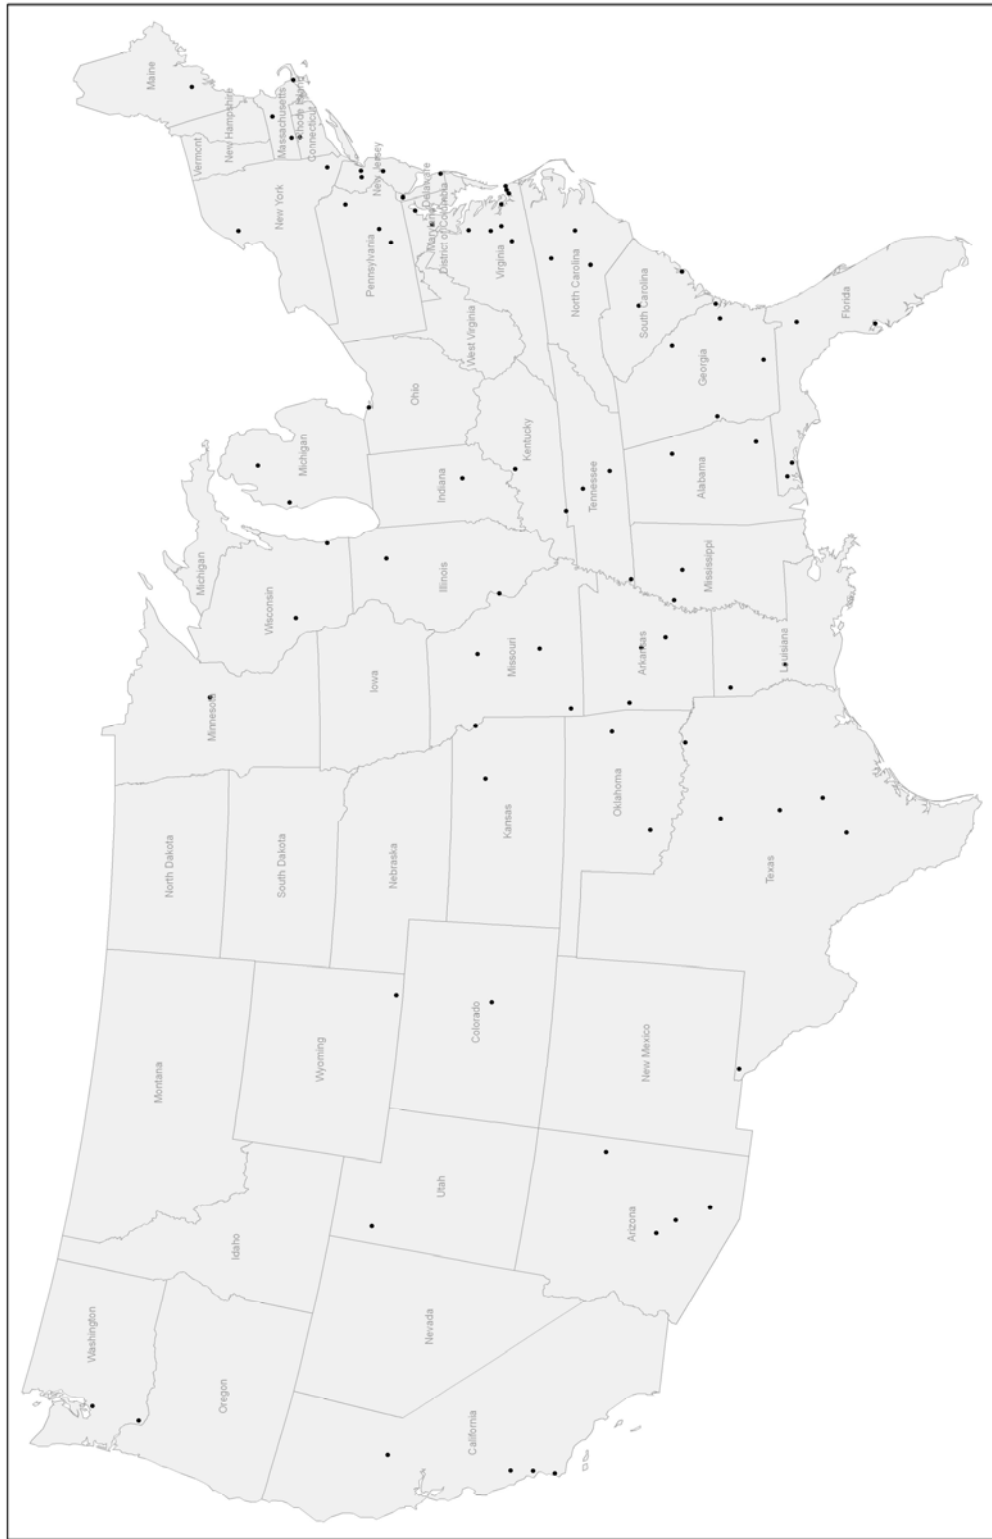 Maine
New Hampshire
Vermont
Massachusetts
Rhode Island
Connecticut
New York
New Jersey
Pennsylvania
Delaware
Maryland
District of Columbia
Virginia
West Virginia
North Carolina
South Carolina
Georgia
Florida
Ohio
Kentucky
Tennessee
Alabama
Michigan
Indiana
Michigan
Wisconsin
Illinois
Mississippi
Minnesota
Iowa
Missouri
Arkansas
Louisiana
North Dakota
South Dakota
Nebraska
Kansas
Oklahoma
Texas
Montana
Wyoming
Colorado
New Mexico
Idaho
Utah
Arizona
Washington
Oregon
Nevada
California